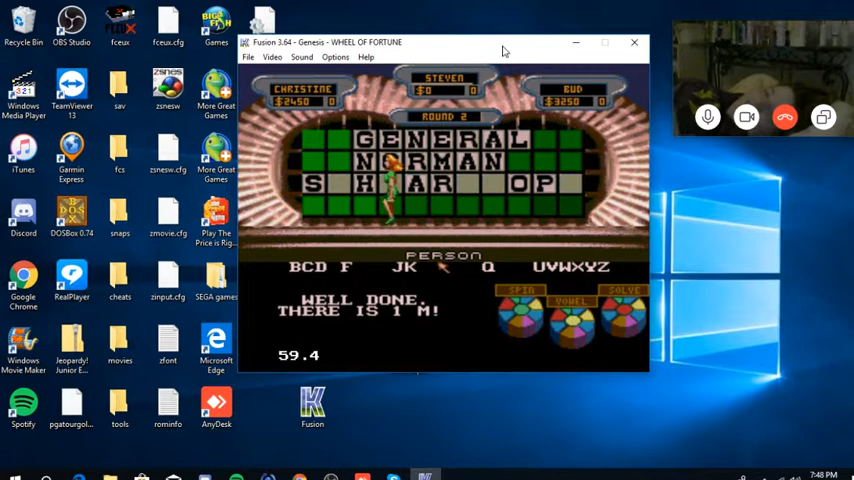 Fusion 3.64 - Genesis - WHEEL OF FORTUNE
File Video Sound Options Help
CHRISTINE
$2450 0
STEVEN
$0 0
BUD
$3250 0
ROUND 2
GENERAL
NORMAN
S H AR OP
PERSON
BCD F JK Q UVWXYZ
WELL DONE.
THERE IS 1 M!
SPIN
VOWEL
SOLVE
59.4
Recycle Bin
OBS Studio
fceux
fceux.cfg
Games
Windows Media Player
TeamViewer 13
sav
zsnesw
More Great Games
iTunes
Garmin Express
fcs
zsnesw.cfg
More Great Games
Discord
DOSBox 0.74
snaps
zmovie.cfg
Play The Price is Rig...
Google Chrome
RealPlayer
cheats
zinput.cfg
SEGA games
Windows Movie Maker
Jeopardy! Junior E...
movies
zfont
Microsoft Edge
Spotify
pgatourgol...
tools
rominfo
AnyDesk
Fusion
7:48 PM